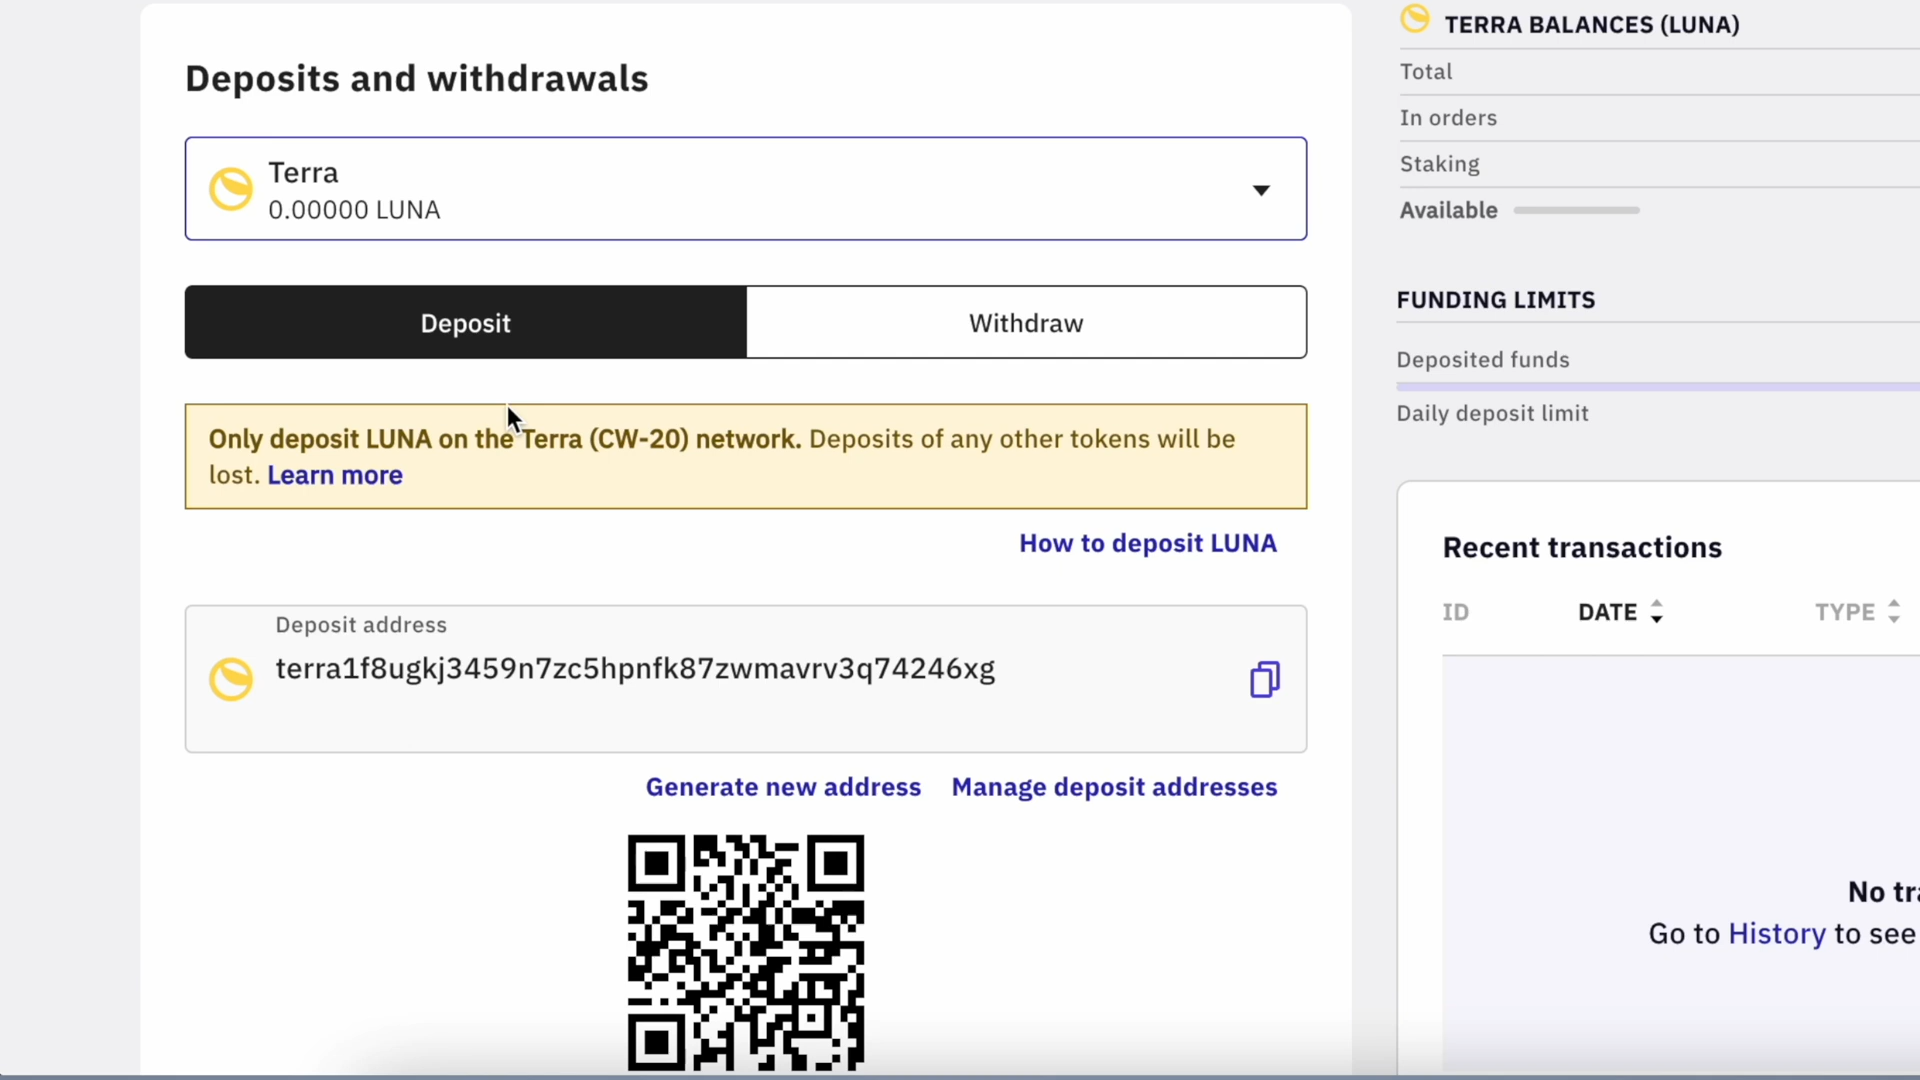 Deposits and withdrawals
Terra
0.00000 LUNA
Deposit
Withdraw
Only deposit LUNA on the Terra (CW-20) network. Deposits of any other tokens will be
lost. Learn more
How to deposit LUNA
Deposit address
terra1f8ugkj3459n7zc5hpnfk87zwmavrv3q74246xg
Generate new address
Manage deposit addresses
TERRA BALANCES (LUNA)
Total
In orders
Staking
Available
FUNDING LIMITS
Deposited funds
Daily deposit limit
Recent transactions
ID DATE TYPE
No
Go to History to see